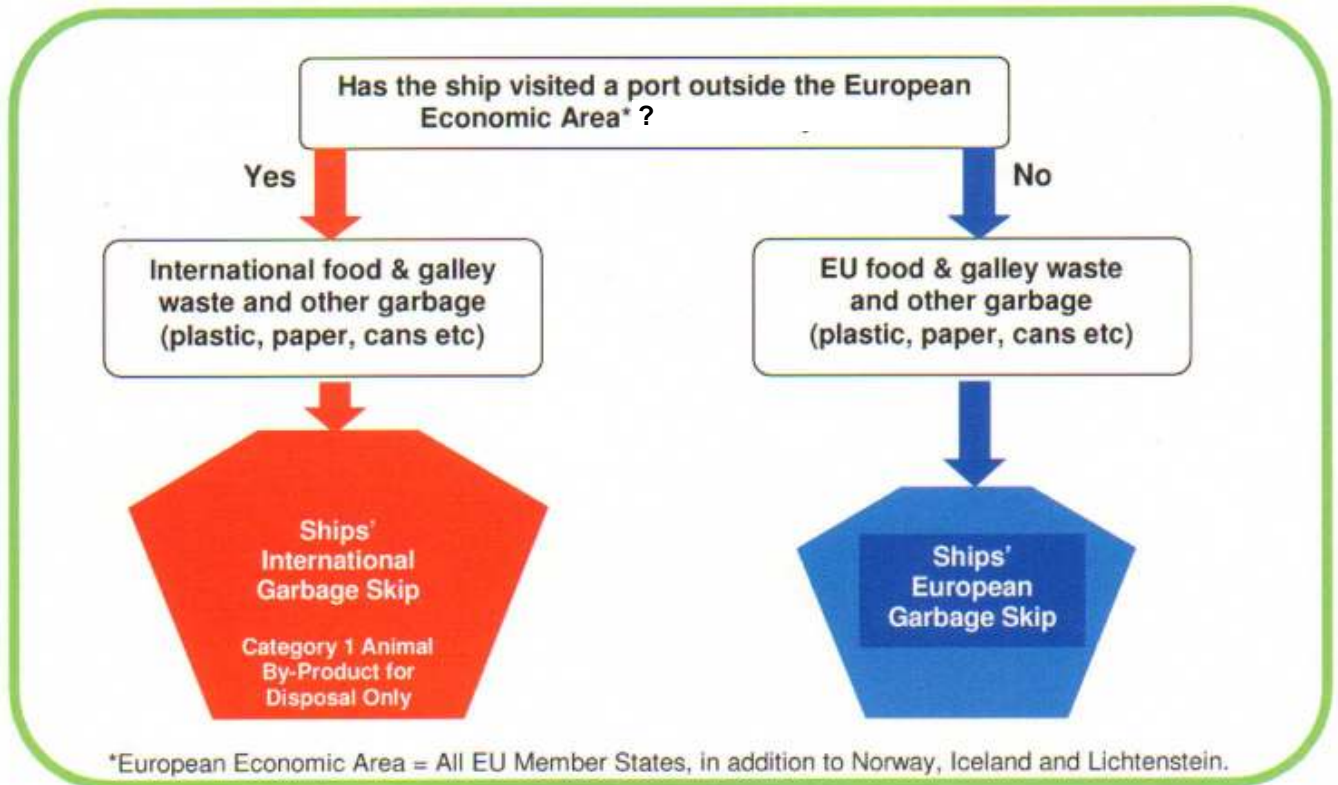 Has the ship visited a port outside the European
Economic Area* ?
Yes
No
International food & galley
waste and other garbage
(plastic, paper, cans etc)
EU food & galley waste
and other garbage
(plastic, paper, cans etc)
Ships'
International
Garbage Skip
Category 1 Animal
By-Product for
Disposal Only
Ships'
European
Garbage Skip
*European Economic Area = All EU Member States, in addition to Norway, Iceland and Lichtenstein.